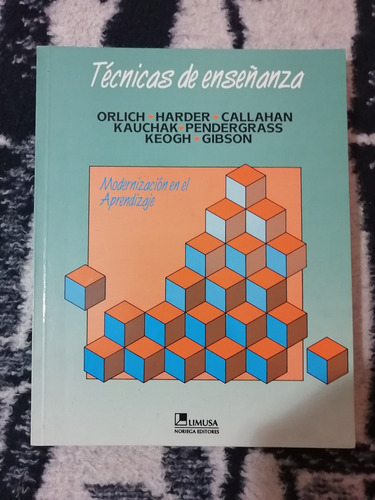 Técnicas de enseñanza
ORLICH • HARDER • CALLAHAN
KAUCHAK • PENDERGRASS
KEOGH • GIBSON
Modernización en el
Aprendizaje
LIMUSA
NORIEGA EDITORES